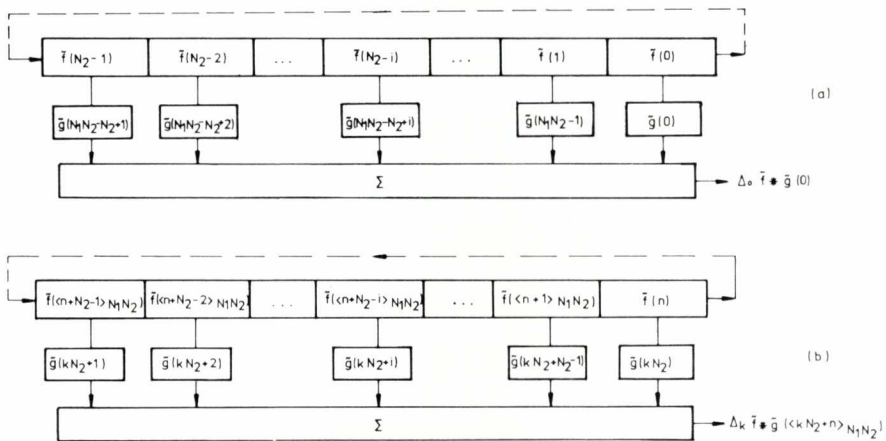 f̃(N₂-1) f̃(N₂-2) ... f̃(N₂-i) ... f̃(1) f̃(0)
(a)
g̃(N₁N₂-N₂+1) g̃(N₁N₂-N₂+2) g̃(N₁N₂-N₂+i) g̃(N₁N₂-1) g̃(0)
Σ
Δ₀ f̃ * g̃ (0)
f̃(<n+N₂-1>N₁N₂) f̃(<n+N₂-2>N₁N₂) ... f̃(<n+N₂-i>N₁N₂) ... f̃(<n+1>N₁N₂) f̃(n)
g̃(kN₂+1) g̃(kN₂+2) g̃(kN₂+i) g̃(kN₂+N₂-1) g̃(kN₂)
(b)
Σ
Δk f̃ * g̃ (<kN₂+n>N₁N₂)